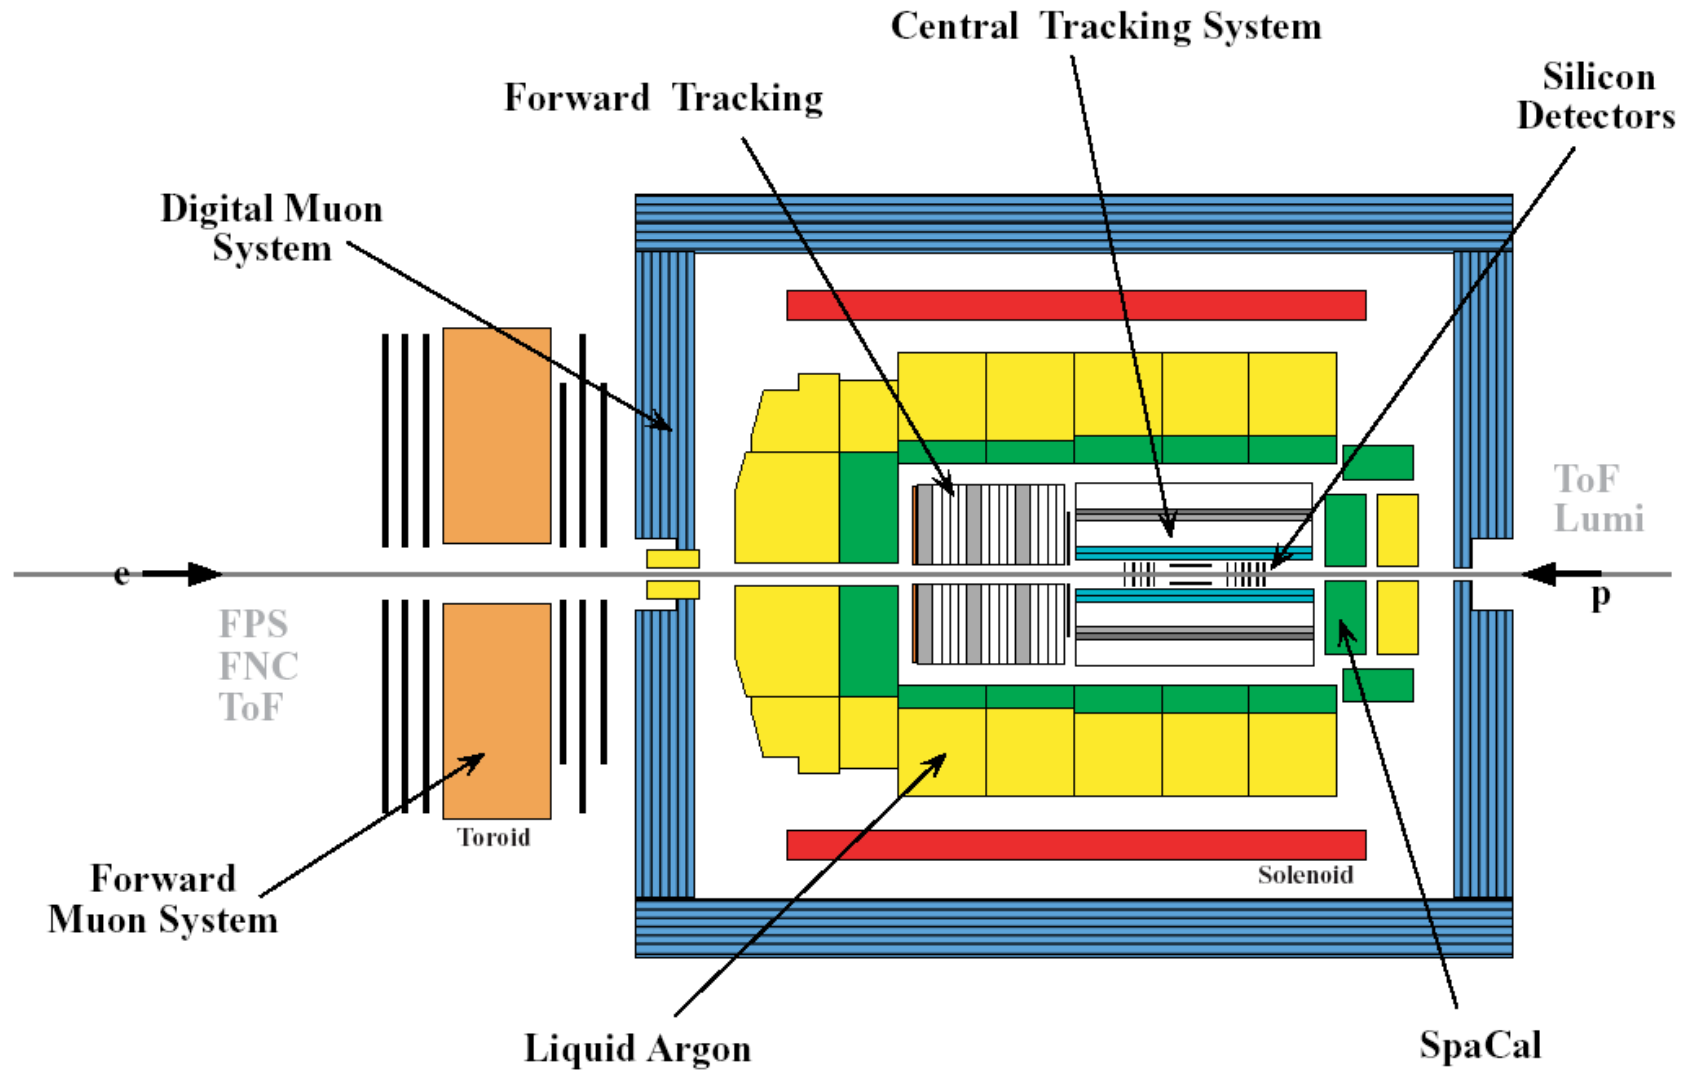 Central Tracking System
Silicon
Detectors
Forward Tracking
Digital Muon
System
ToF
Lumi
e
p
FPS
FNC
ToF
Toroid
Forward
Muon System
Solenoid
Liquid Argon
SpaCal